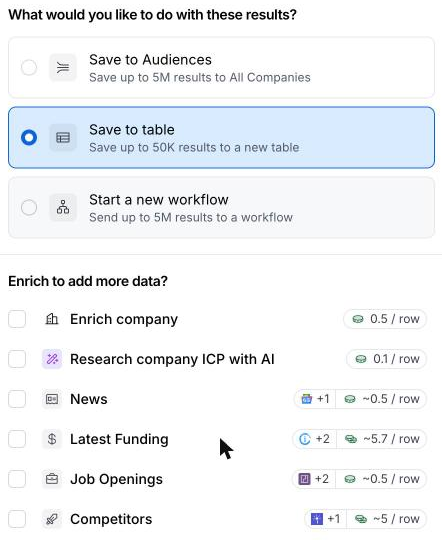 What would you like to do with these results?
Save to Audiences
Save up to 5M results to All Companies
Save to table
Save up to 50K results to a new table
Start a new workflow
Send up to 5M results to a workflow
Enrich to add more data?
Enrich company 0.5 / row
Research company ICP with AI 0.1 / row
News +1 ~0.5 / row
$ Latest Funding +2 ~5.7 / row
Job Openings +2 ~0.5 / row
Competitors +1 ~5 / row